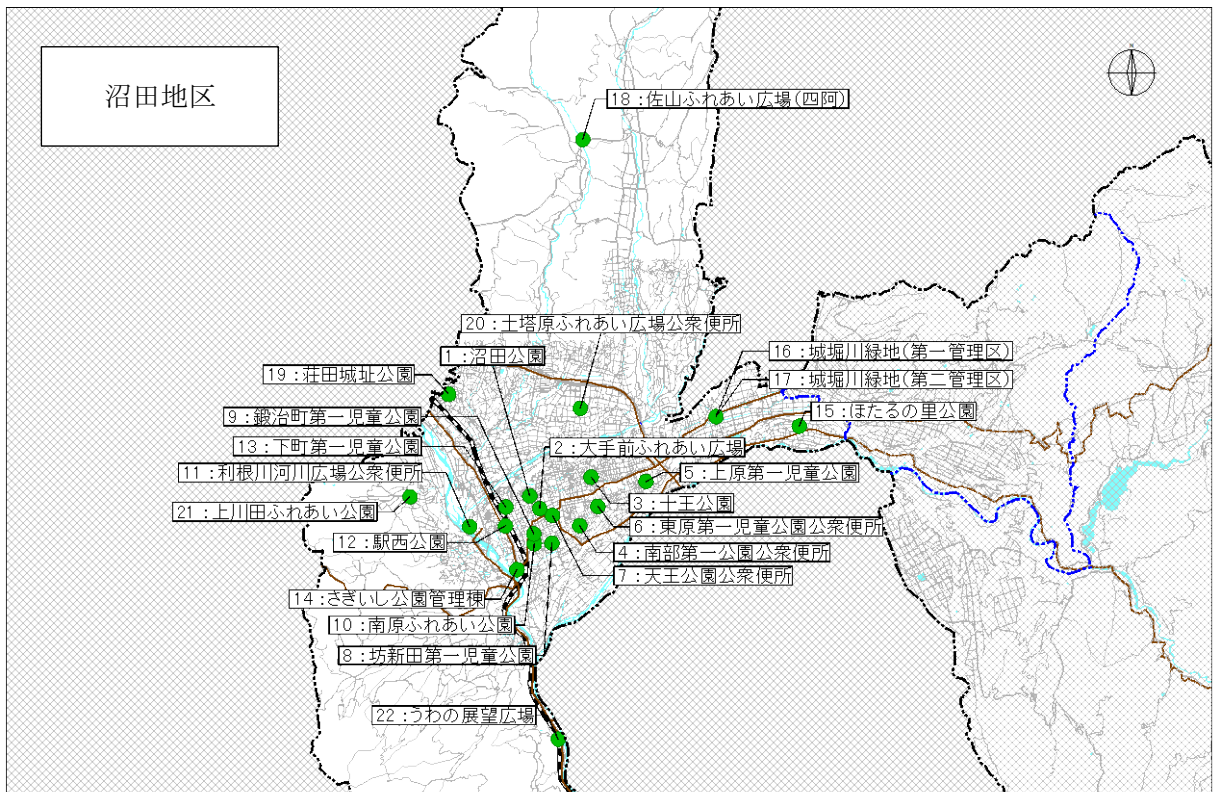 沼田地区
N
18：佐山ふれあい広場(四阿)
20：土塔原ふれあい広場公衆便所
1：沼田公園
16：城堀川緑地(第一管理区)
19：荘田城址公園
17：城堀川緑地(第二管理区)
9：鍛治町第一児童公園
15：ほたるの里公園
13：下町第一児童公園
2：大手前ふれあい広場
11：利根川河川広場公衆便所
5：上原第一児童公園
21：上川田ふれあい公園
3：十王公園
6：東原第一児童公園公衆便所
12：駅西公園
4：南部第一公園公衆便所
7：天王公園公衆便所
14：さぎいし公園管理棟
10：南原ふれあい公園
8：坊新田第一児童公園
22：うわの展望広場